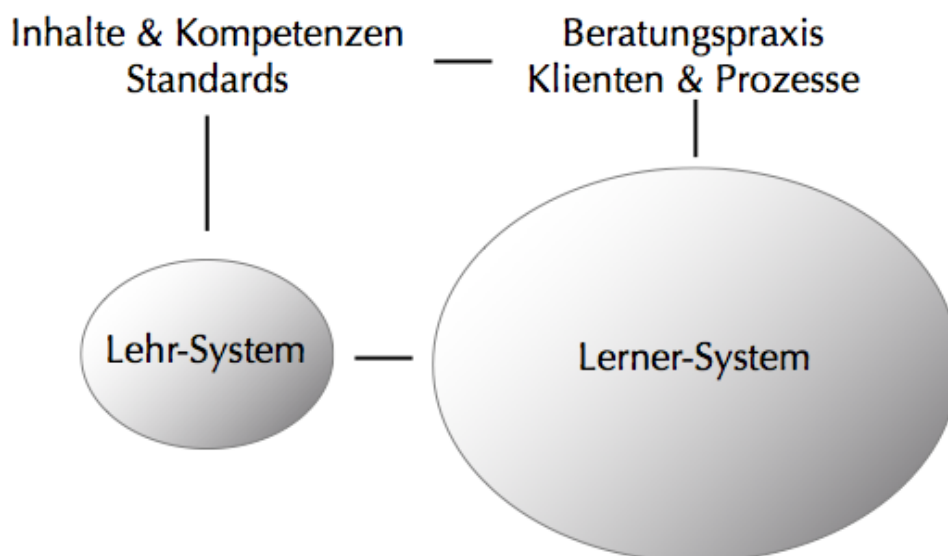 Inhalte & Kompetenzen
Standards
Beratungspraxis
Klienten & Prozesse
Lehr-System
Lerner-System